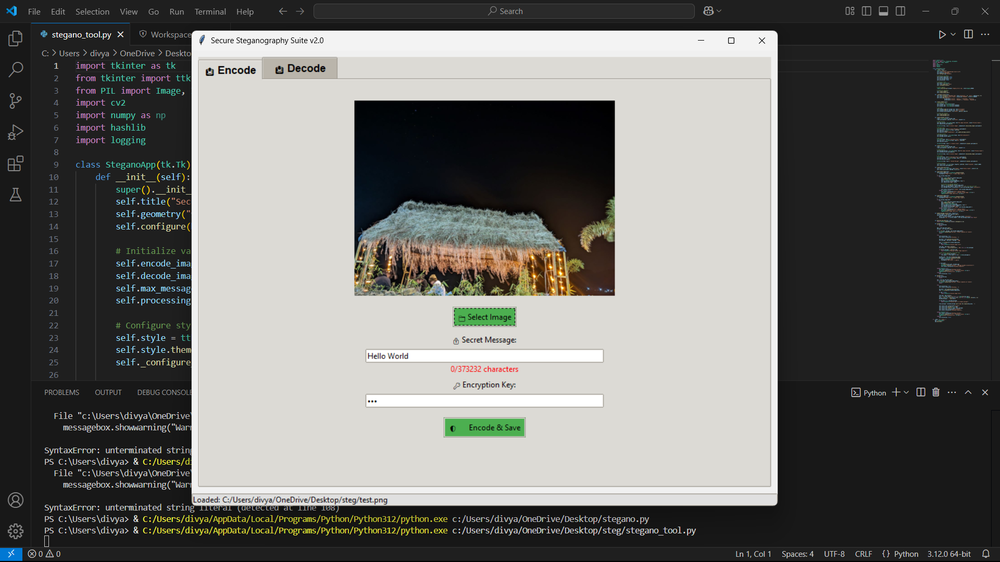 File Edit Selection View Go Run Terminal Help
Search
stegano_tool.py
Workspace
C: > Users > divya > OneDrive > Deskto
1 import tkinter as tk
2 from tkinter import ttk
3 from PIL import Image,
4 import cv2
5 import numpy as np
6 import hashlib
7 import logging
8
9 class SteganoApp(tk.Tk)
10 def __init__(self):
11 super().__init_
12 self.title("Sec
13 self.geometry("
14 self.configure(
15
16 # Initialize va
17 self.encode_ima
18 self.decode_ima
19 self.max_messag
20 self.processing
21
22 # Configure sty
23 self.style = tt
24 self.style.them
25 self._configure_
26
Secure Steganography Suite v2.0
Encode
Decode
Select Image
Secret Message:
Hello World
0/373232 characters
Encryption Key:
•••
Encode & Save
Loaded: C:/Users/divya/OneDrive/Desktop/steg/test.png
PROBLEMS OUTPUT DEBUG CONSOLE
Python
File "c:\Users\divya\OneDrive\
messagebox.showwarning("Warn
SyntaxError: unterminated string
PS C:\Users\divya> & C:/Users/di
File "c:\Users\divya\OneDrive\
messagebox.showwarning("Warn
SyntaxError: unterminated string literal (detected at line 108)
PS C:\Users\divya> & C:/Users/divya/AppData/Local/Programs/Python/Python312/python.exe c:/Users/divya/OneDrive/Desktop/stegano.py
PS C:\Users\divya> & C:/Users/divya/AppData/Local/Programs/Python/Python312/python.exe c:/Users/divya/OneDrive/Desktop/steg/stegano_tool.py
0 0
Ln 1, Col 1 Spaces: 4 UTF-8 CRLF {} Python 3.12.0 64-bit